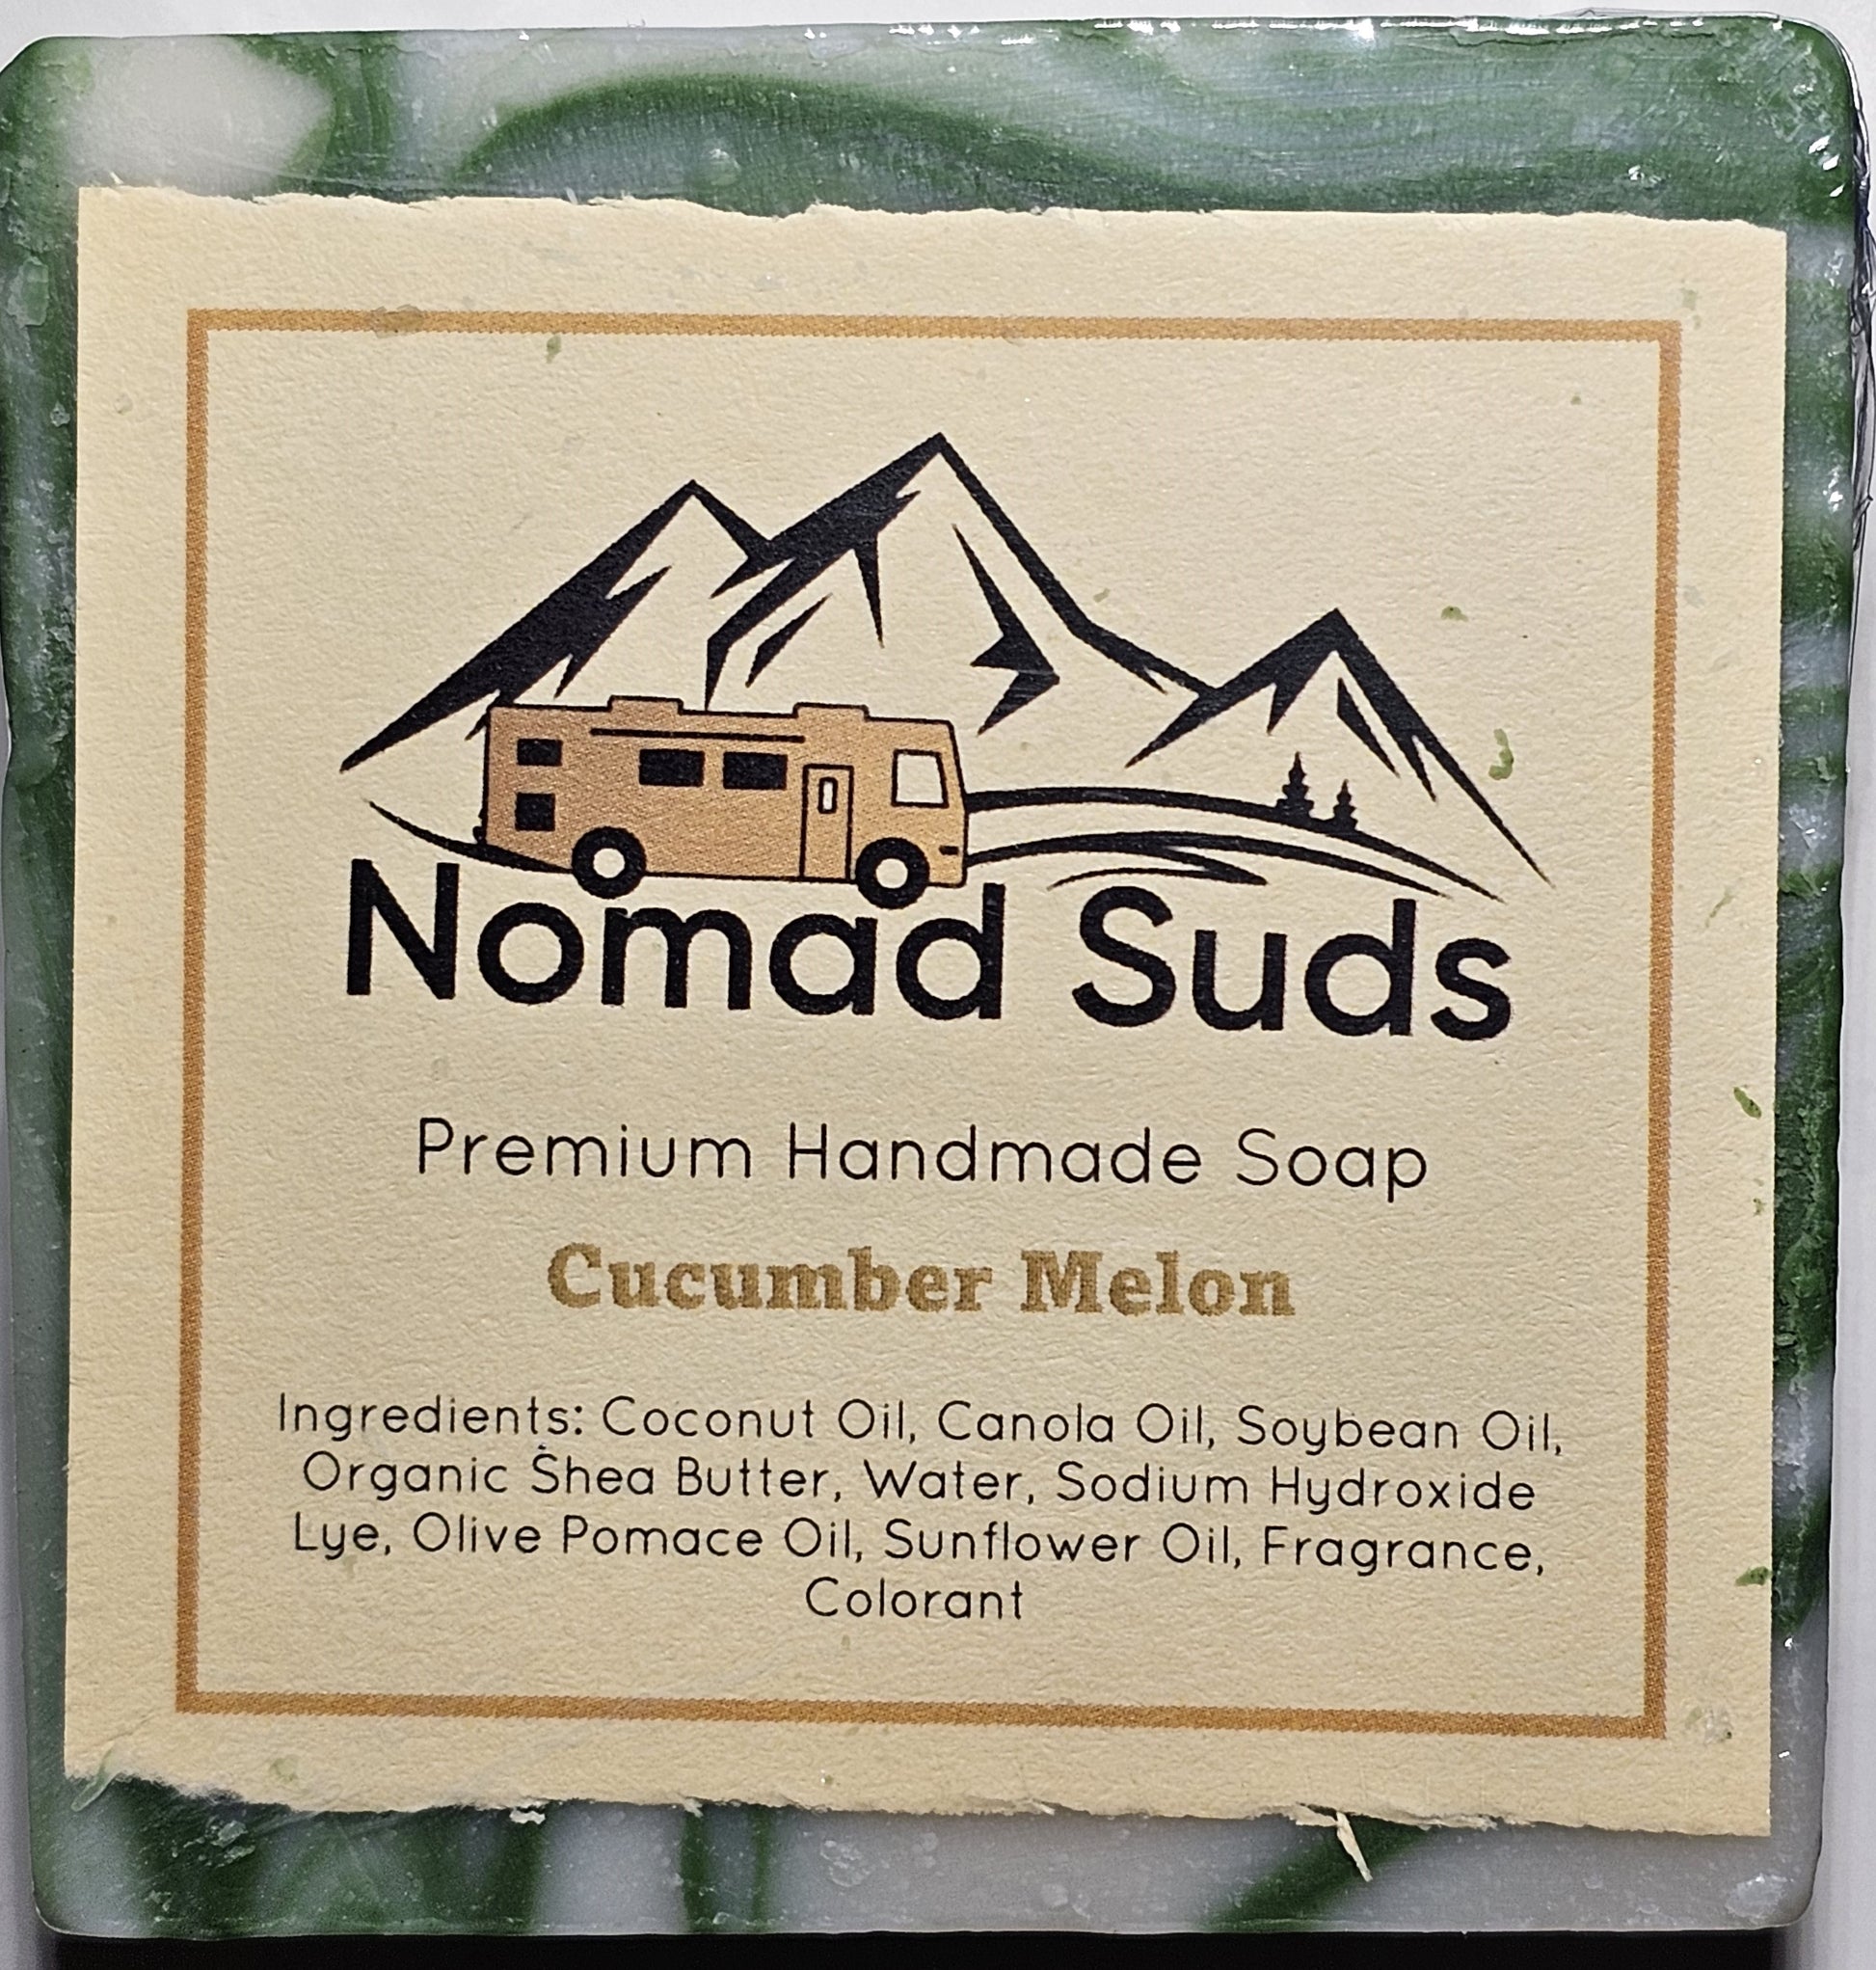 Nomad Suds
Premium Handmade Soap
Cucumber Melon
Ingredients: Coconut Oil, Canola Oil, Soybean Oil,
Organic Shea Butter, Water, Sodium Hydroxide
Lye, Olive Pomace Oil, Sunflower Oil, Fragrance,
Colorant